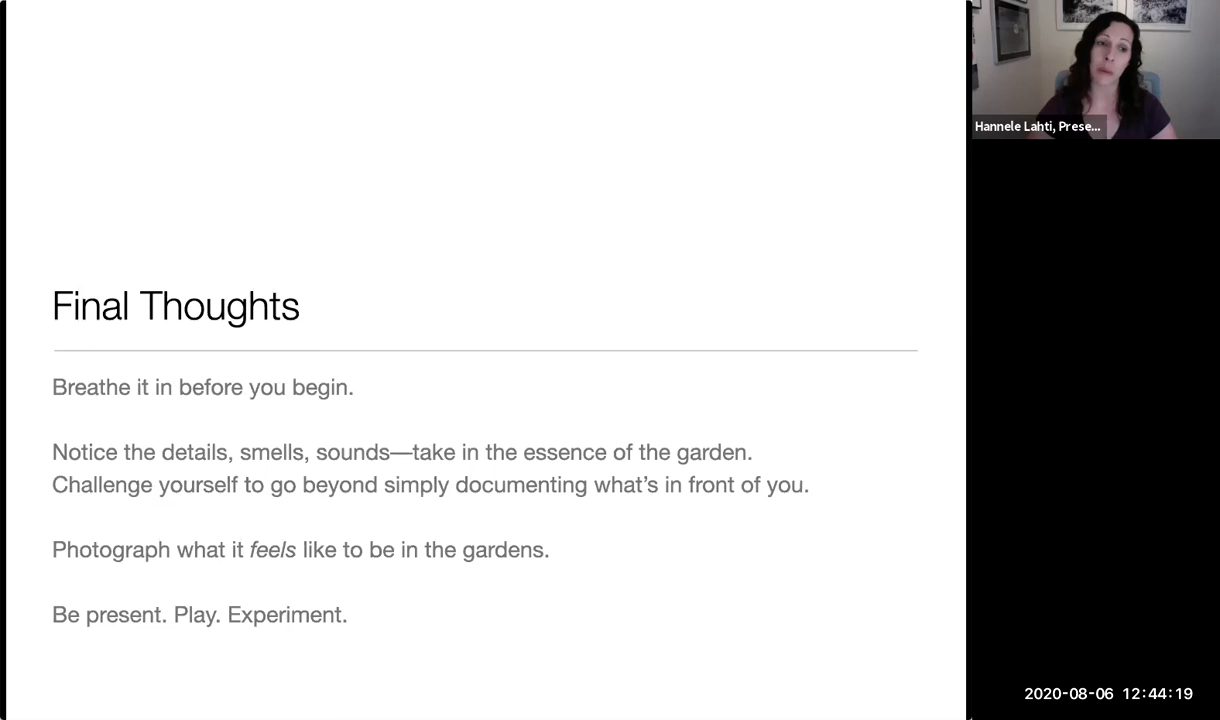 Final Thoughts
Breathe it in before you begin.
Notice the details, smells, sounds—take in the essence of the garden.
Challenge yourself to go beyond simply documenting what’s in front of you.
Photograph what it feels like to be in the gardens.
Be present. Play. Experiment.
Hannele Lahti, Prese...
2020-08-06 12:44:19